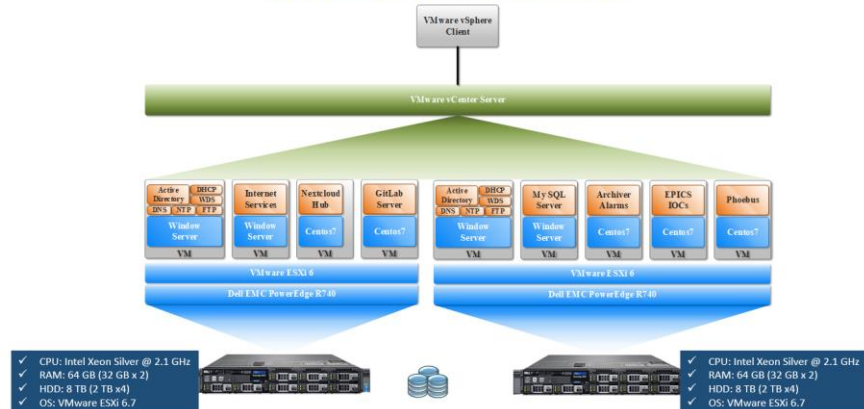 VMware vSphere
Client
VMware vCenter Server
Active
Directory
DHCP
WDS
DNS
NTP
FTP
Window
Server
VM
Internet
Services
Window
Server
VM
Nextcloud
Hub
Centos7
VM
GitLab
Server
Centos7
VM
Active
Directory
DHCP
WDS
DNS
NTP
FTP
Window
Server
VM
My SQL
Server
Window
Server
VM
Archiver
Alarms
Centos7
VM
EPICS
IOCs
Centos7
VM
Phoebus
Centos7
VM
VMware ESXi 6
Dell EMC PowerEdge R740
VMware ESXi 6
Dell EMC PowerEdge R740
✓ CPU: Intel Xeon Silver @ 2.1 GHz
✓ RAM: 64 GB (32 GB x 2)
✓ HDD: 8 TB (2 TB x4)
✓ OS: VMware ESXi 6.7
✓ CPU: Intel Xeon Silver @ 2.1 GHz
✓ RAM: 64 GB (32 GB x 2)
✓ HDD: 8 TB (2 TB x4)
✓ OS: VMware ESXi 6.7